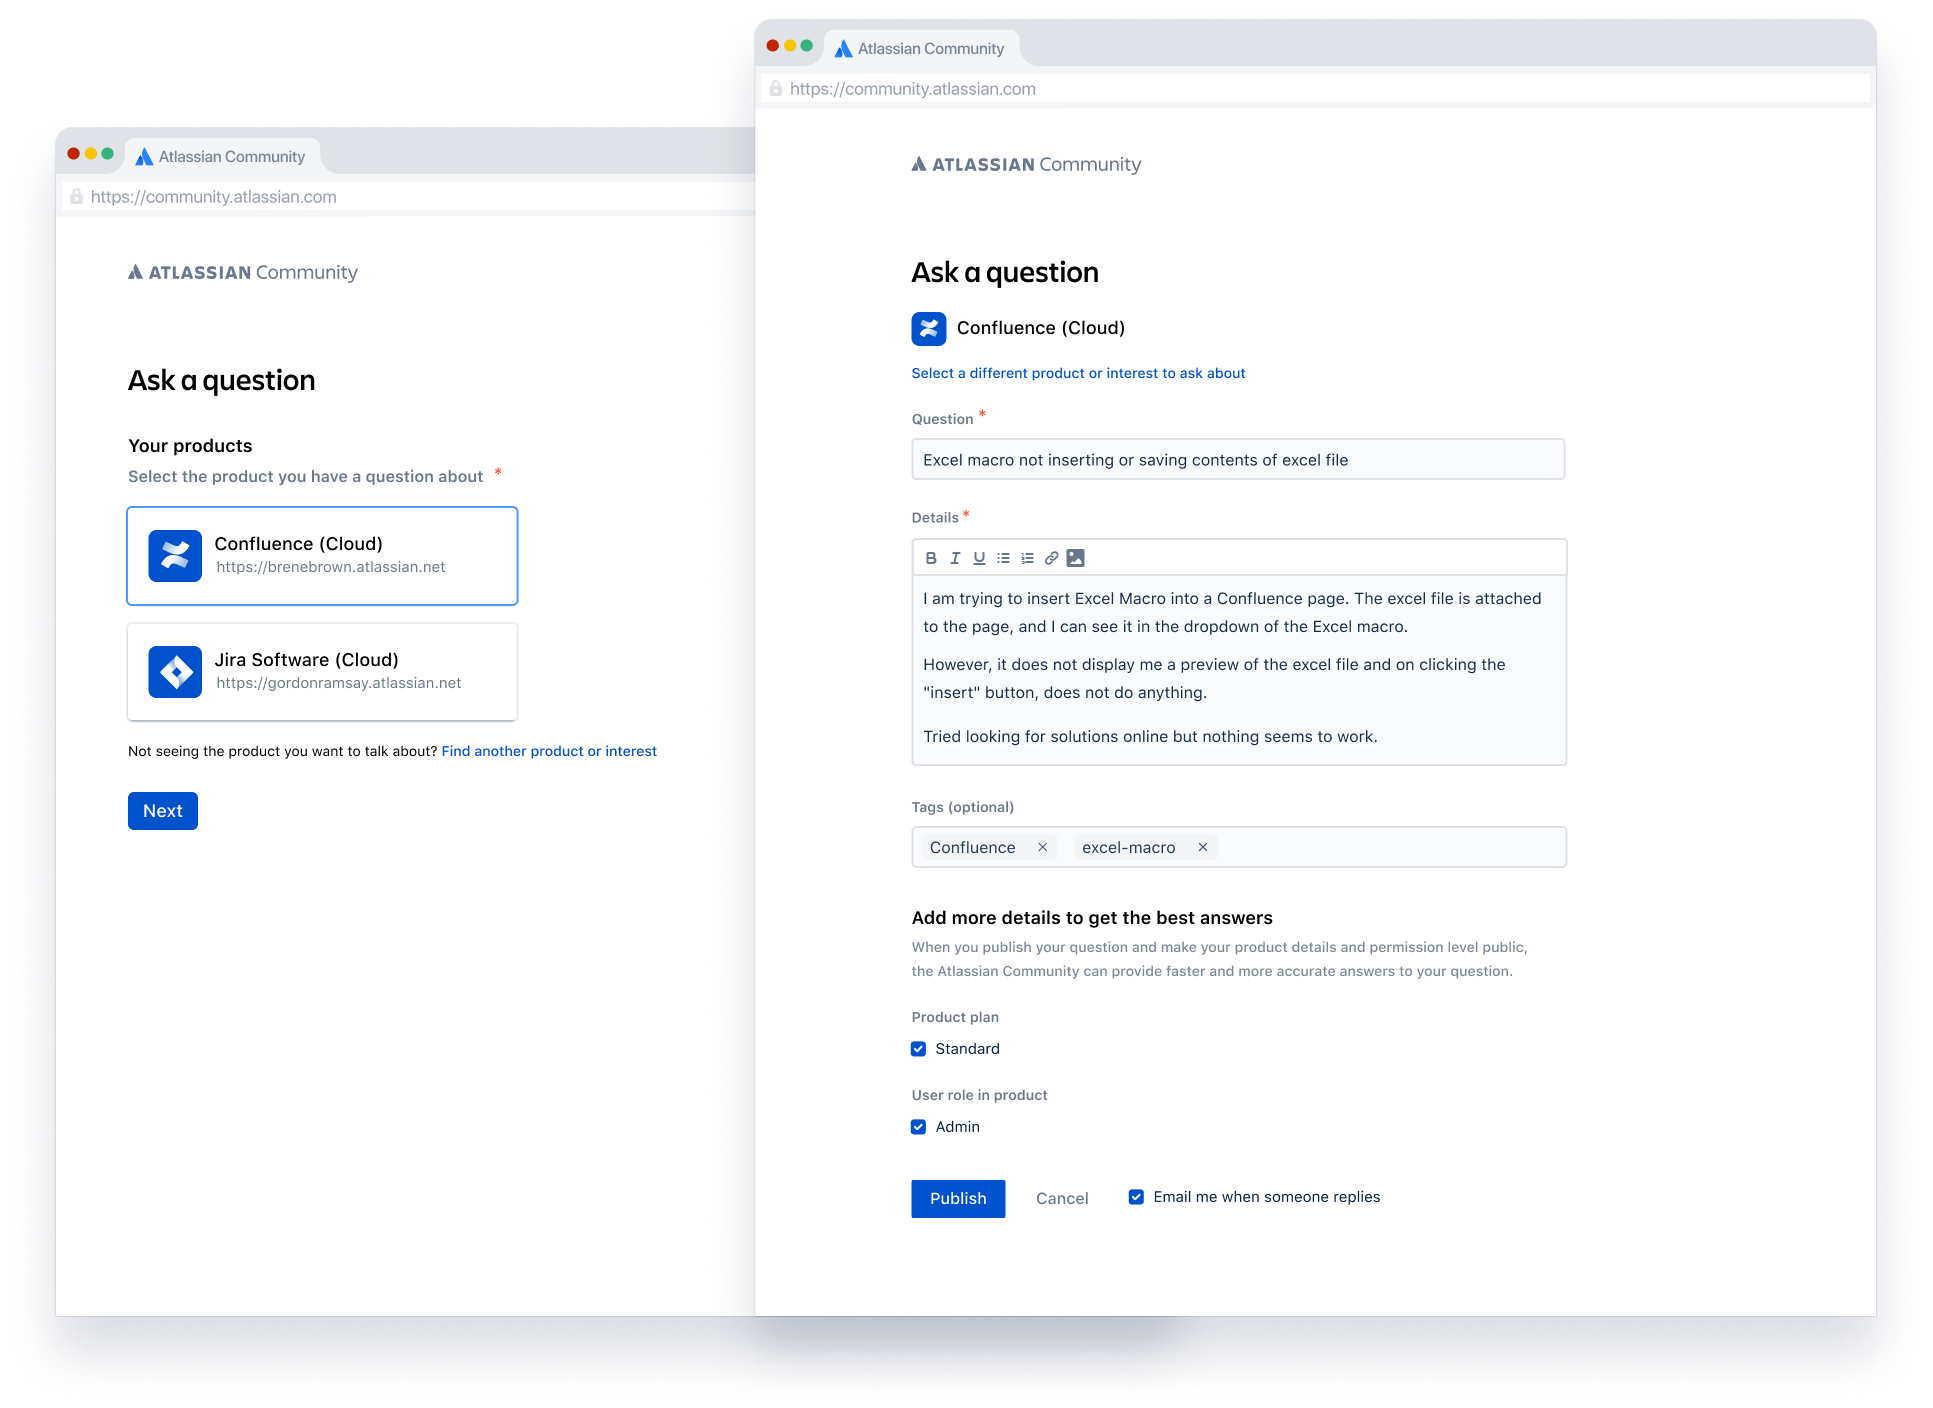 Atlassian Community
https://community.atlassian.com
ATLASSIAN Community
Ask a question
Your products
Select the product you have a question about *
Confluence (Cloud)
https://brenebrown.atlassian.net
Jira Software (Cloud)
https://gordonramsay.atlassian.net
Not seeing the product you want to talk about? Find another product or interest
Next
Atlassian Community
https://community.atlassian.com
ATLASSIAN Community
Ask a question
Confluence (Cloud)
Select a different product or interest to ask about
Question *
Excel macro not inserting or saving contents of excel file
Details *
B I U
I am trying to insert Excel Macro into a Confluence page. The excel file is attached
to the page, and I can see it in the dropdown of the Excel macro.
However, it does not display me a preview of the excel file and on clicking the
"insert" button, does not do anything.
Tried looking for solutions online but nothing seems to work.
Tags (optional)
Confluence × excel-macro ×
Add more details to get the best answers
When you publish your question and make your product details and permission level public,
the Atlassian Community can provide faster and more accurate answers to your question.
Product plan
Standard
User role in product
Admin
Publish Cancel Email me when someone replies